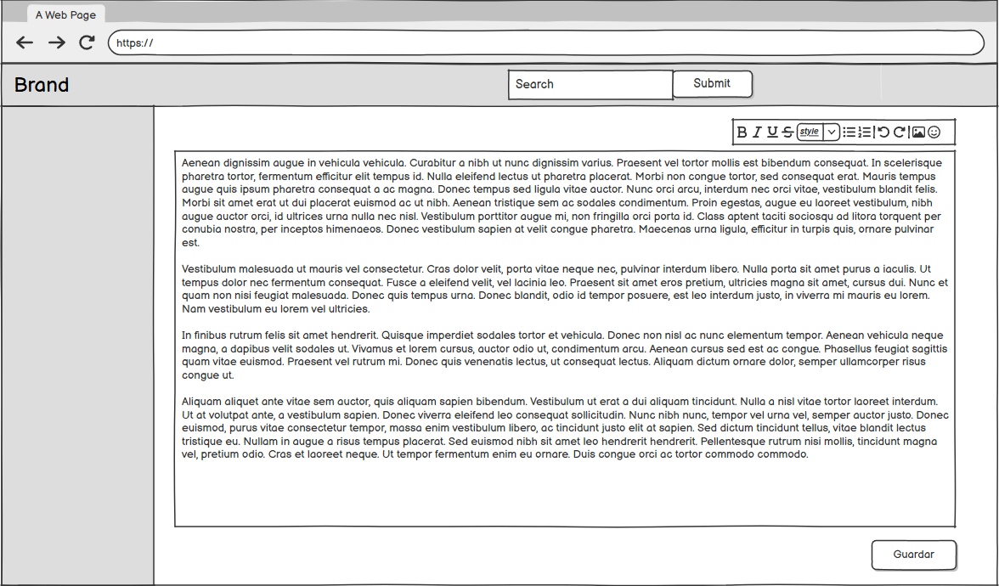 A Web Page
https://
Brand
Search
Submit
B I U S style
Aenean dignissim augue in vehicula vehicula. Curabitur a nibh ut nunc dignissim varius. Praesent vel tortor mollis est bibendum consequat. In scelerisque
pharetra tortor, fermentum efficitur elit tempus id. Nulla eleifend lectus ut pharetra placerat. Morbi non congue tortor, sed consequat erat. Mauris tempus
augue quis ipsum pharetra consequat a ac magna. Donec tempus sed ligula vitae auctor. Nunc orci arcu, interdum nec orci vitae, vestibulum blandit felis.
Morbi sit amet erat ut dui placerat euismod ac ut nibh. Aenean tristique sem ac sodales condimentum. Proin egestas, augue eu laoreet vestibulum, nibh
augue auctor orci, id ultrices urna nulla nec nisl. Vestibulum porttitor augue mi, non fringilla orci porta id. Class aptent taciti sociosqu ad litora torquent per
conubia nostra, per inceptos himenaeos. Donec vestibulum sapien at velit congue pharetra. Maecenas urna ligula, efficitur in turpis quis, ornare pulvinar
est.
Vestibulum malesuada ut mauris vel consectetur. Cras dolor velit, porta vitae neque nec, pulvinar interdum libero. Nulla porta sit amet purus a iaculis. Ut
tempus dolor nec fermentum consequat. Fusce a eleifend velit, vel lacinia leo. Praesent sit amet eros pretium, ultricies magna sit amet, cursus dui. Nunc et
quam non nisi feugiat malesuada. Donec quis tempus urna. Donec blandit, odio id tempor posuere, est leo interdum justo, in viverra mi mauris eu lorem.
Nam vestibulum eu lorem vel ultricies.
In finibus rutrum felis sit amet hendrerit. Quisque imperdiet sodales tortor et vehicula. Donec non nisl ac nunc elementum tempor. Aenean vehicula neque
magna, a dapibus velit sodales ut. Vivamus et lorem cursus, auctor odio ut, condimentum arcu. Aenean cursus sed est ac congue. Phasellus feugiat sagittis
quam vitae euismod. Praesent vel rutrum mi. Donec quis venenatis lectus, ut consequat lectus. Aliquam dictum ornare dolor, semper ullamcorper risus
congue ut.
Aliquam aliquet ante vitae sem auctor, quis aliquam sapien bibendum. Vestibulum ut erat a dui aliquam tincidunt. Nulla a nisl vitae tortor laoreet interdum.
Ut at volutpat ante, a vestibulum sapien. Donec viverra eleifend leo consequat sollicitudin. Nunc nibh nunc, tempor vel urna vel, semper auctor justo. Donec
euismod, purus vitae consectetur tempor, massa enim vestibulum libero, ac tincidunt justo elit at sapien. Sed dictum tincidunt tellus, vitae blandit lectus
tristique eu. Nullam in augue a risus tempus placerat. Sed euismod nibh sit amet leo hendrerit hendrerit. Pellentesque rutrum nisi mollis, tincidunt magna
vel, pretium odio. Cras et laoreet neque. Ut tempor fermentum enim eu ornare. Duis congue orci ac tortor commodo commodo.
Guardar